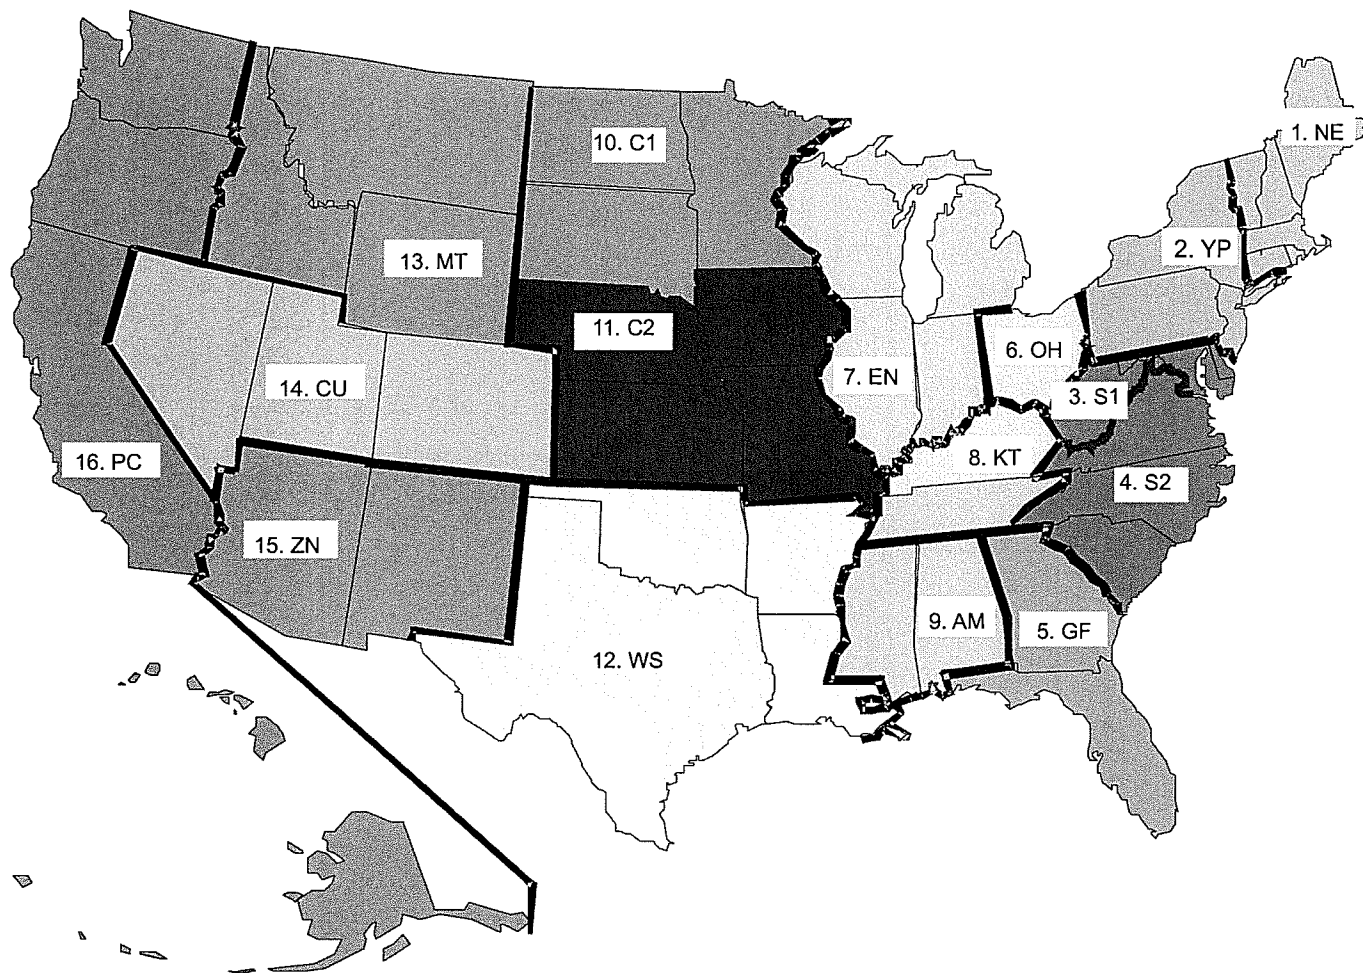 1. NE
10. C1
2. YP
13. MT
11. C2
6. OH
7. EN
14. CU
3. S1
16. PC
8. KT
4. S2
15. ZN
9. AM
5. GF
12. WS